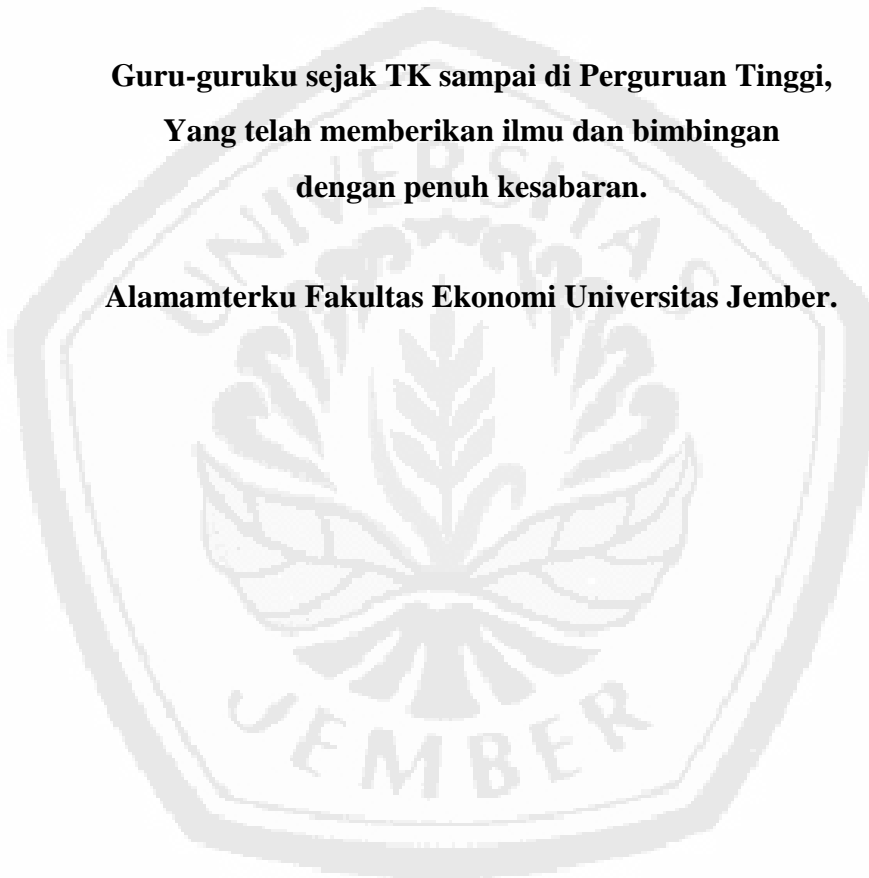 Guru-guruku sejak TK sampai di Perguruan Tinggi,
Yang telah memberikan ilmu dan bimbingan
dengan penuh kesabaran.
Alamamterku Fakultas Ekonomi Universitas Jember.
UNIVERSITAS
JEMBER